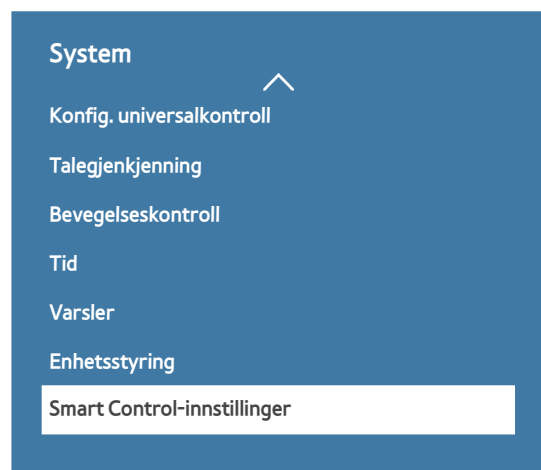 System
Konfig. universalkontroll
Talegjenkjenning
Bevegelseskontroll
Tid
Varsler
Enhetsstyring
Smart Control-innstillinger